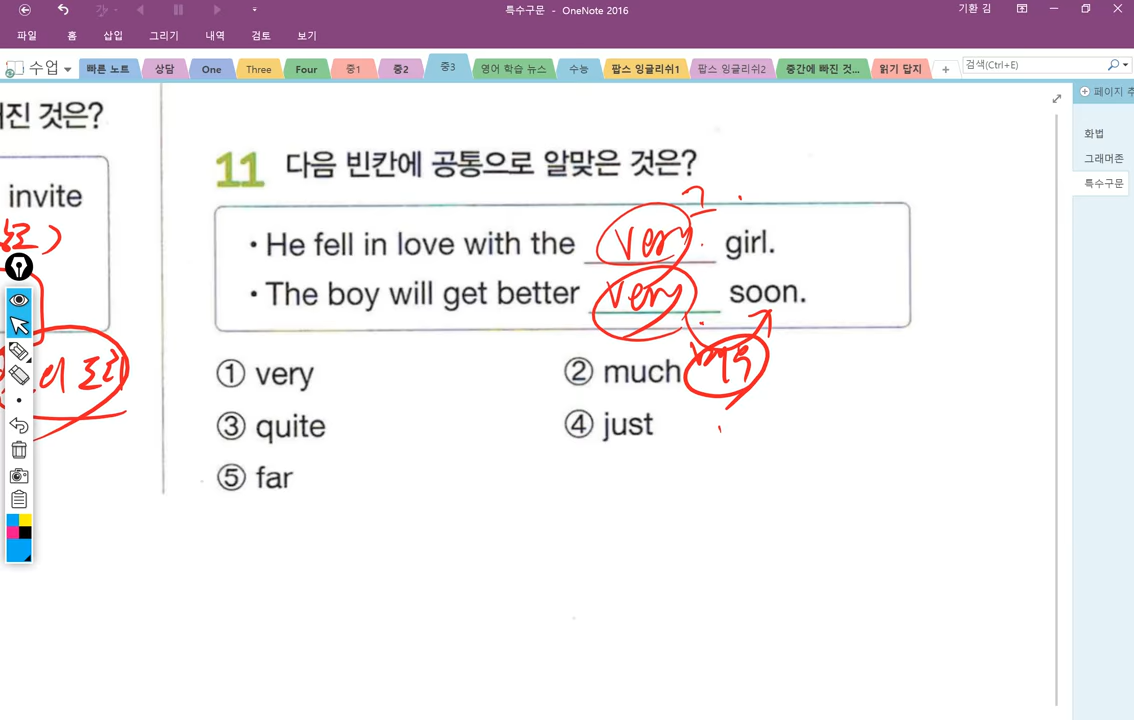 특수구문 - OneNote 2016
기환 김
파일 홈 삽입 그리기 내역 검토 보기
수업 빠른 노트 상담 One Three Four 중1 중2 중3 영어 학습 뉴스 수능 팝스 잉글리쉬1 팝스 잉글리쉬2 중간에 빠진 것... 읽기 답지 + 검색(Ctrl+E)
페이지 추
화법
그래머존
특수구문
진 것은?
invite
11 다음 빈칸에 공통으로 알맞은 것은?
• He fell in love with the very girl.
• The boy will get better very soon.
① very
② much 매우
③ quite
④ just
⑤ far